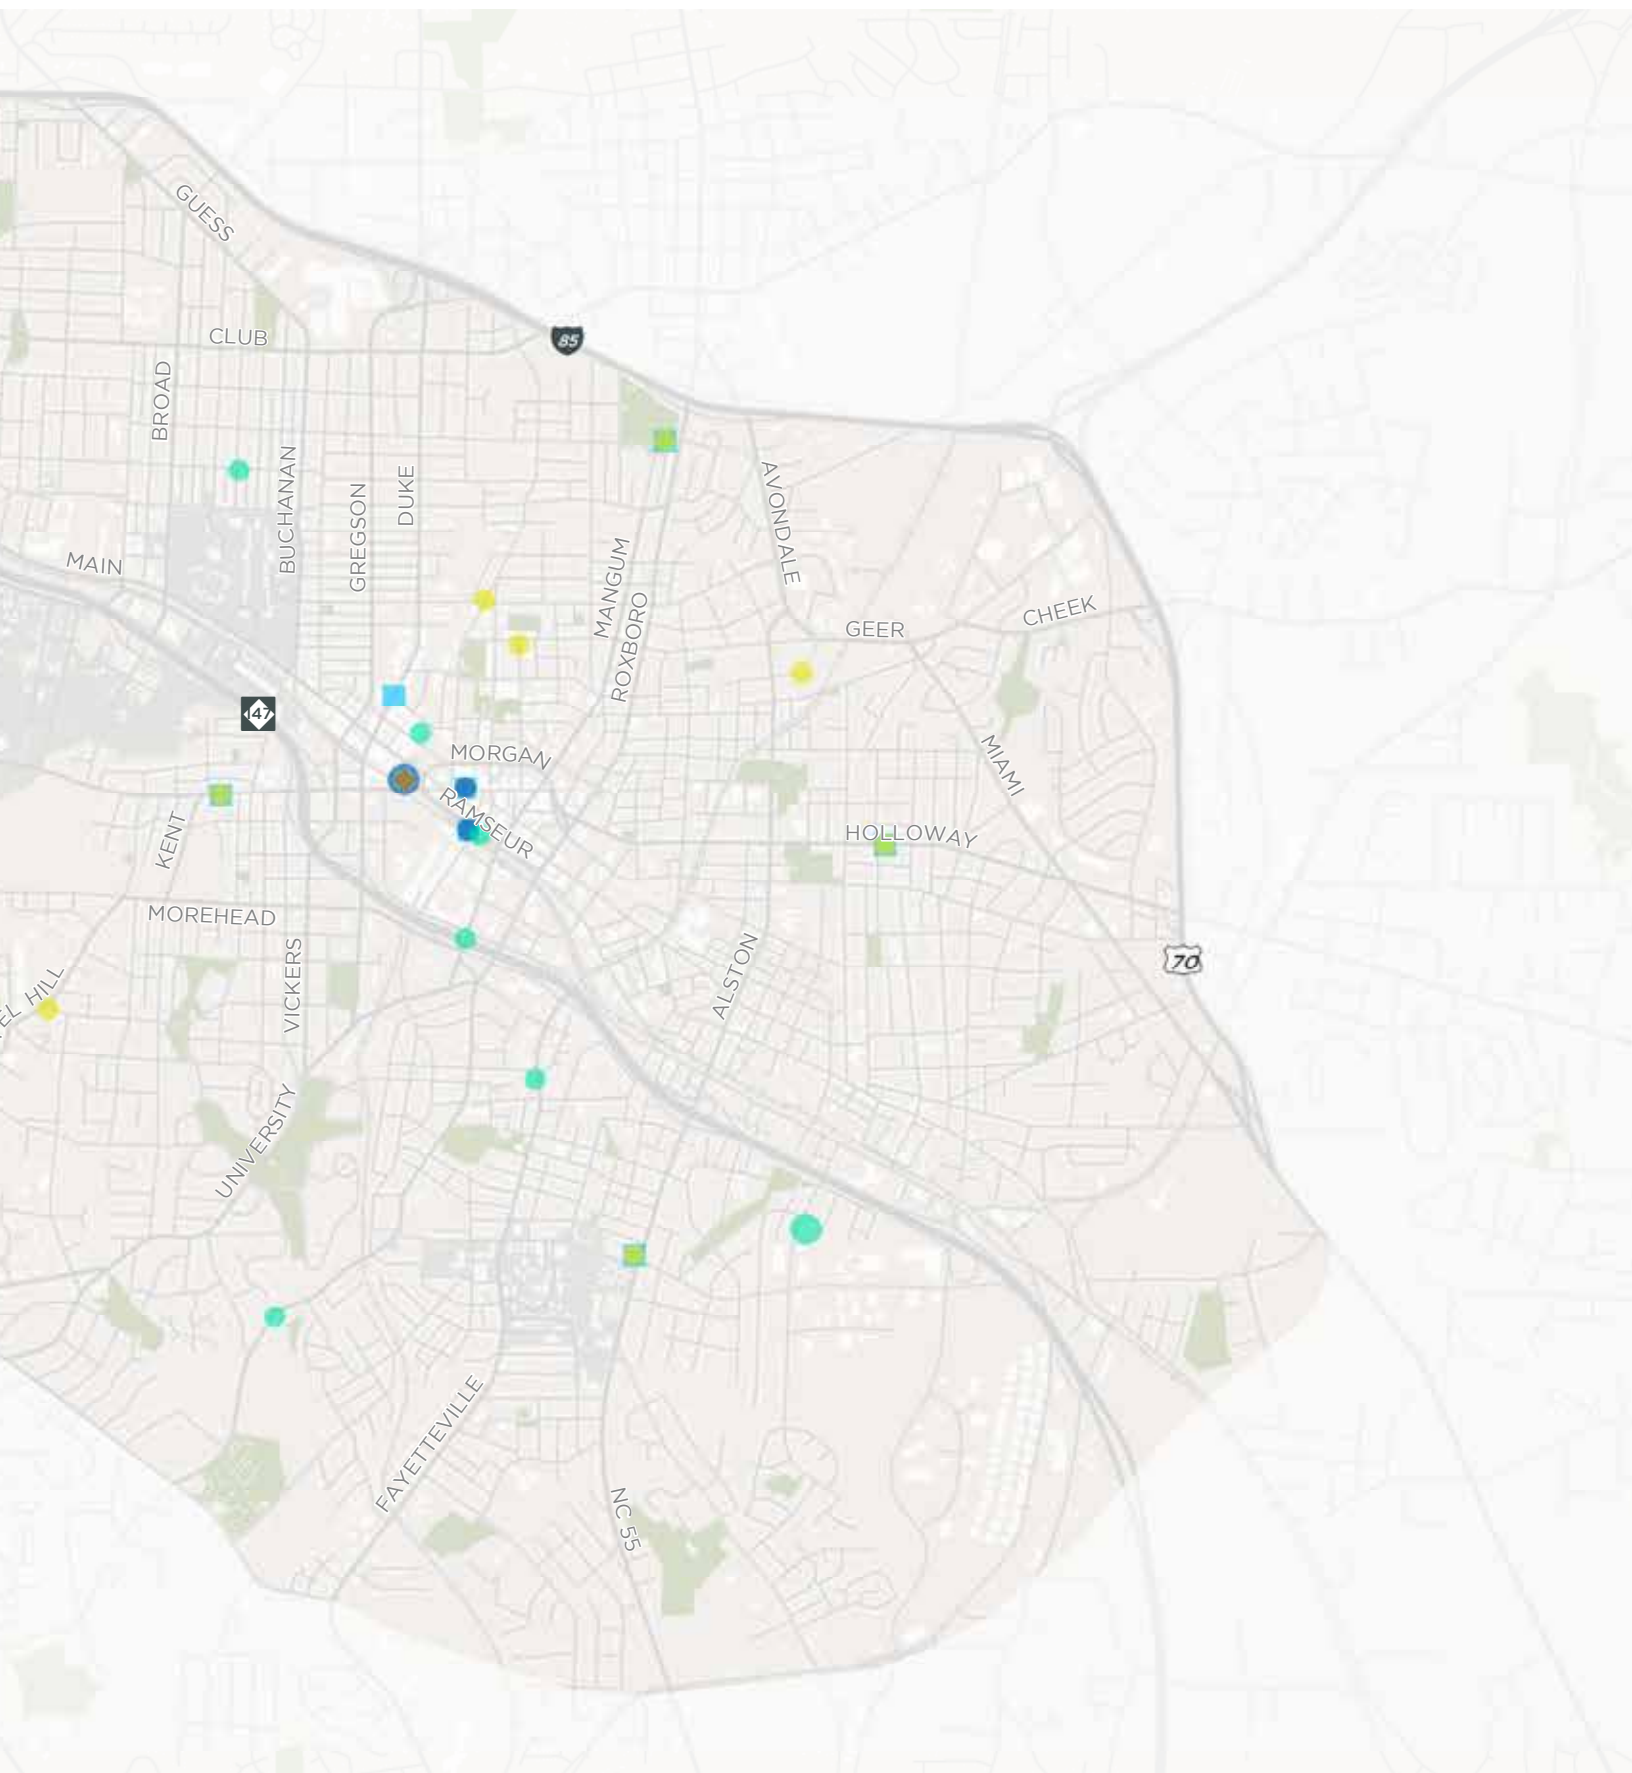 GUESS
CLUB
85
BROAD
BUCHANAN
GREGSON
DUKE
AVONDALE
MAIN
MANGUM
ROXBORO
GEER
CHEEK
147
MORGAN
MIAMI
RAMSEUR
KENT
HOLLOWAY
MOREHEAD
VICKERS
ALSTON
70
EL HILL
UNIVERSITY
FAYETTEVILLE
NC 55